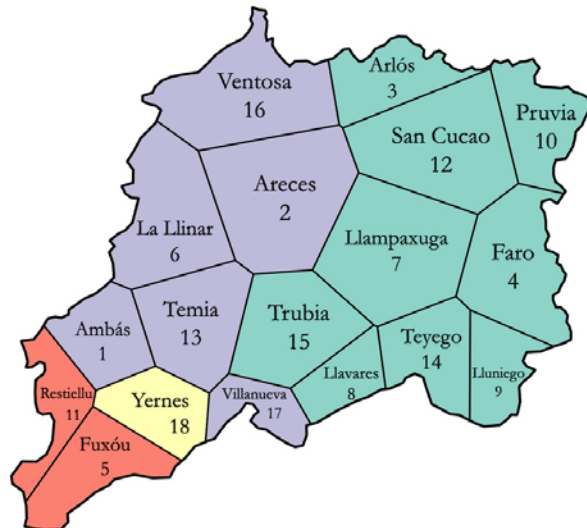 Ventosa
16
Arlós
3
Pruvia
10
San Cucao
12
Areces
2
La Llinar
6
Llampaxuga
7
Faro
4
Ambás
1
Temia
13
Trubia
15
Teyego
14
Lluniego
9
Llavares
8
Restiellu
11
Yernes
18
Villanueva
17
Fuxóu
5